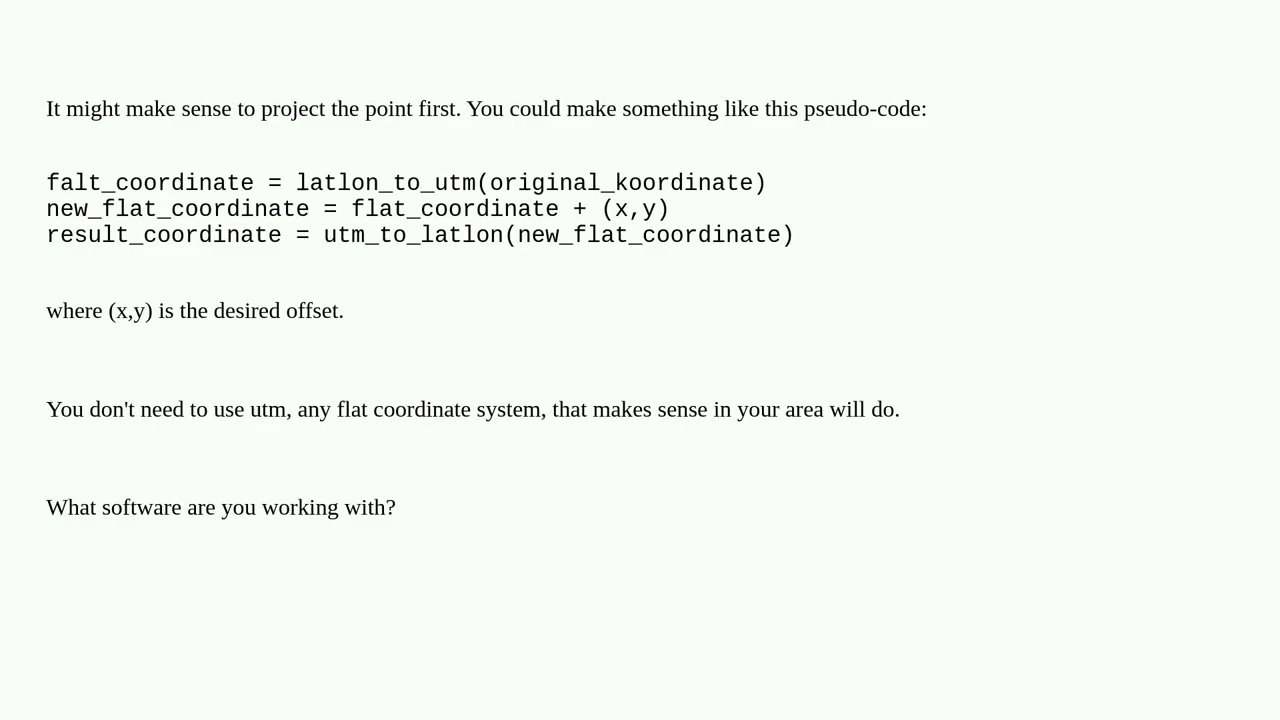 It might make sense to project the point first. You could make something like this pseudo-code:
falt_coordinate = latlon_to_utm(original_koordinate)
new_flat_coordinate = flat_coordinate + (x,y)
result_coordinate = utm_to_latlon(new_flat_coordinate)
where (x,y) is the desired offset.
You don't need to use utm, any flat coordinate system, that makes sense in your area will do.
What software are you working with?